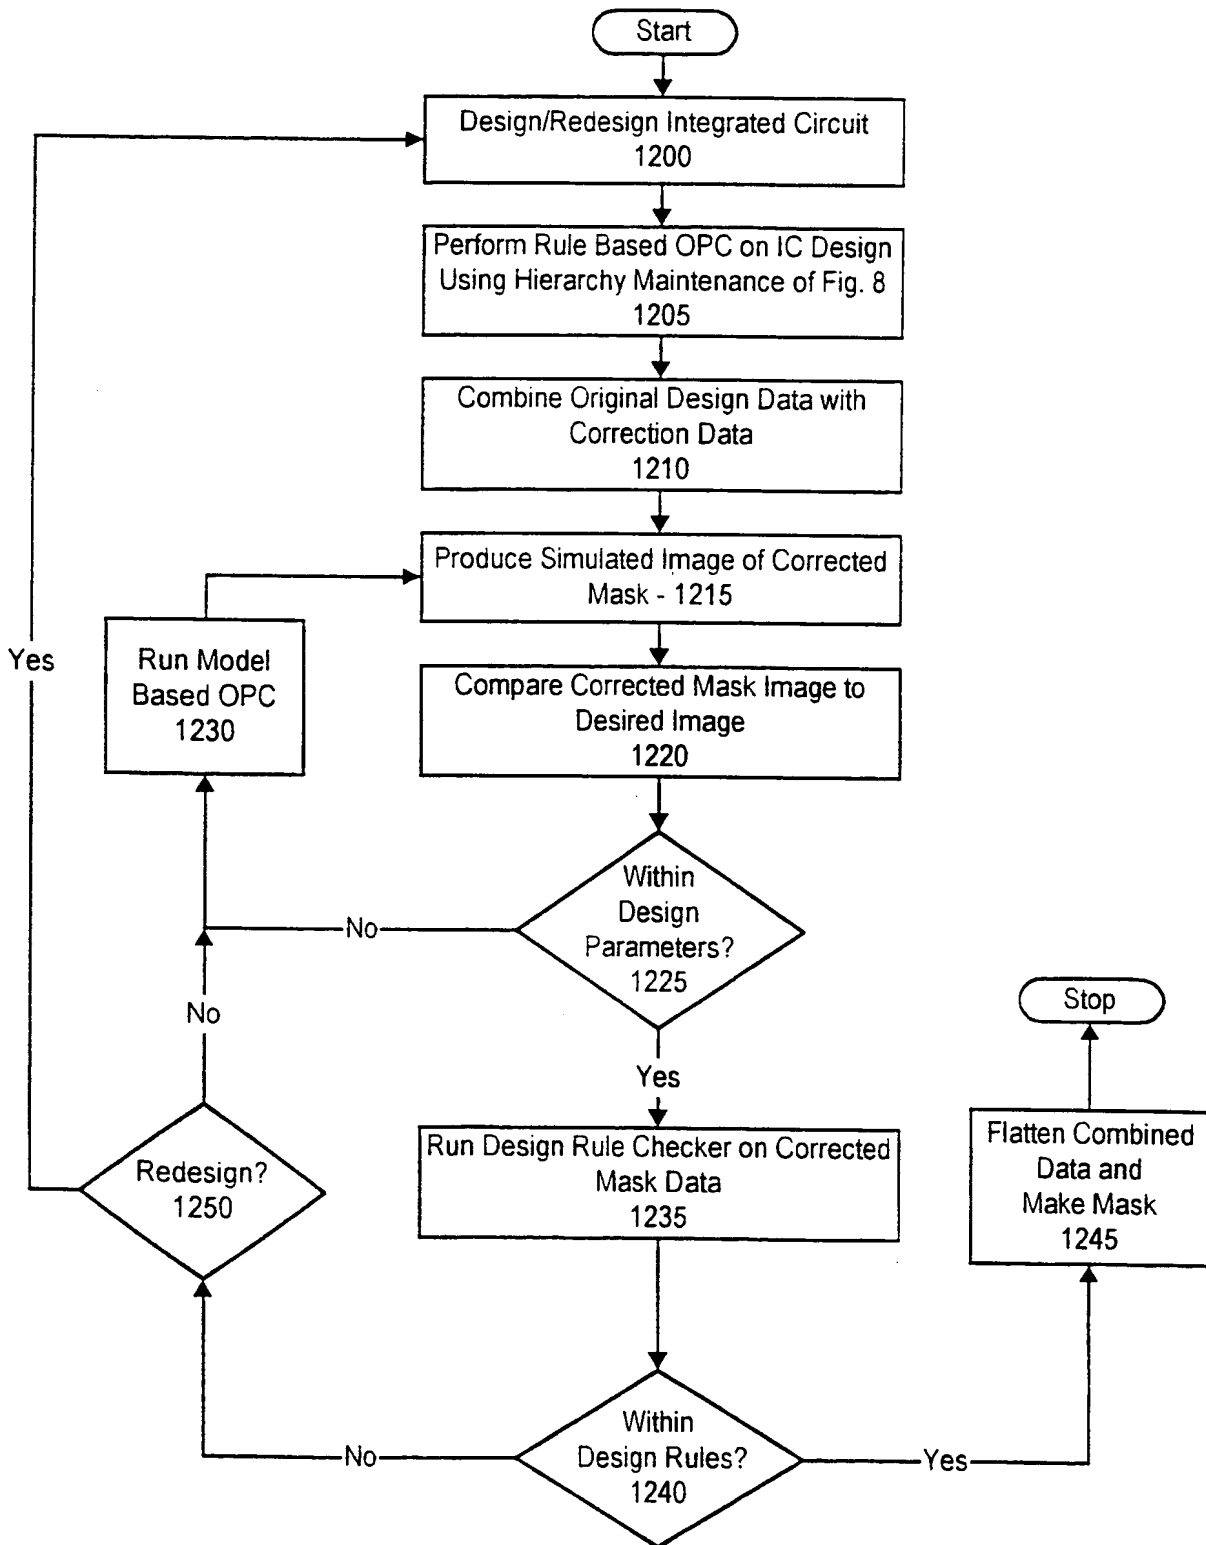 Start
Design/Redesign Integrated Circuit
1200
Perform Rule Based OPC on IC Design
Using Hierarchy Maintenance of Fig. 8
1205
Combine Original Design Data with
Correction Data
1210
Produce Simulated Image of Corrected
Mask - 1215
Yes
Run Model
Based OPC
1230
Compare Corrected Mask Image to
Desired Image
1220
Within
Design
Parameters?
1225
No
No
Yes
Stop
Redesign?
1250
Run Design Rule Checker on Corrected
Mask Data
1235
Flatten Combined
Data and
Make Mask
1245
Within
Design Rules?
1240
No
Yes